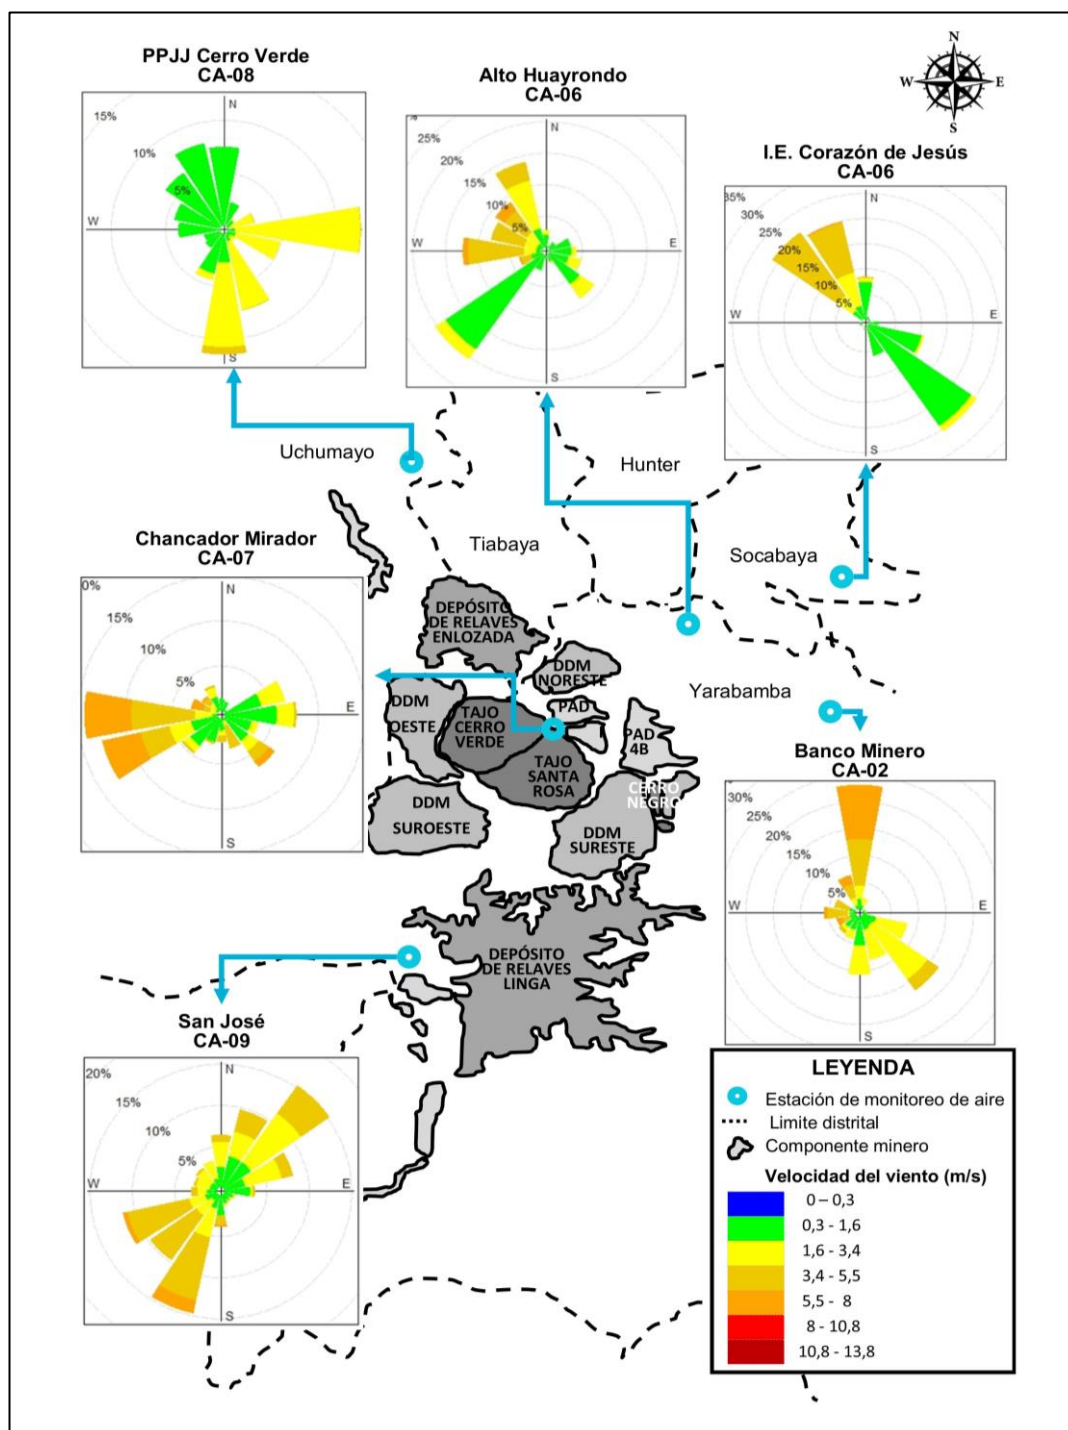 PPJJ Cerro Verde
CA-08
15%
10%
5%
N
W
S
Alto Huayrondo
CA-06
%
25%
20%
15%
10%
5%
N
W
E
S
N
W
E
S
I.E. Corazón de Jesús
CA-06
35%
30%
25%
20%
15%
10%
5%
N
W
E
S
Uchumayo
Hunter
Tiabaya
Socabaya
Yarabamba
Chancador Mirador
CA-07
0%
15%
10%
5%
N
E
S
DEPÓSITO
DE RELAVES
ENLOZADA
DDM
NORESTE
DDM
OESTE
TAJO
CERRO
VERDE
PAD
PAD
4B
TAJO
SANTA
ROSA
CERRO
NEGRO
DDM
SUROESTE
DDM
SURESTE
DEPÓSITO
DE RELAVES
LINGA
Banco Minero
CA-02
30%
25%
20%
15%
10%
5%
N
W
E
S
San José
CA-09
20%
15%
10%
5%
N
W
E
S
LEYENDA
Estación de monitoreo de aire
Limite distrital
Componente minero
Velocidad del viento (m/s)
0 – 0,3
0,3 - 1,6
1,6 - 3,4
3,4 - 5,5
5,5 - 8
8 - 10,8
10,8 - 13,8